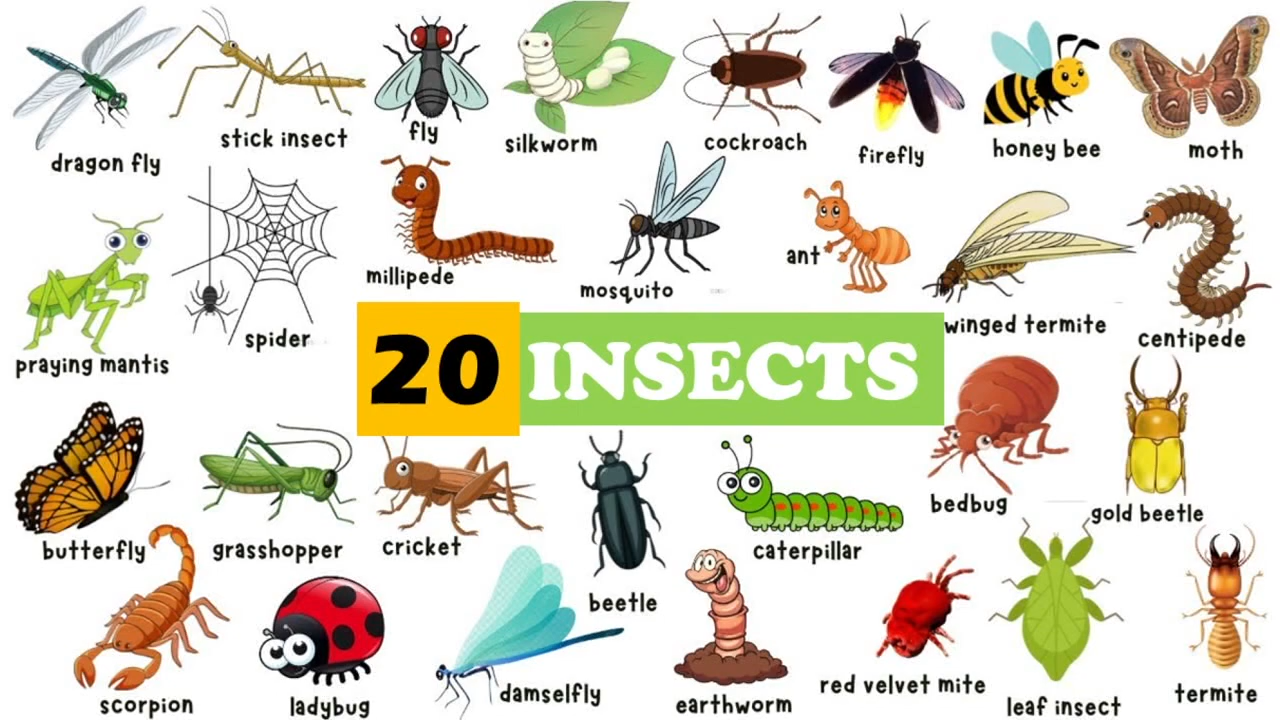 dragon fly
stick insect
fly
silkworm
cockroach
firefly
honey bee
moth
praying mantis
spider
millipede
mosquito
ant
winged termite
centipede
20 INSECTS
butterfly
grasshopper
cricket
beetle
caterpillar
bedbug
gold beetle
scorpion
ladybug
damselfly
earthworm
red velvet mite
leaf insect
termite